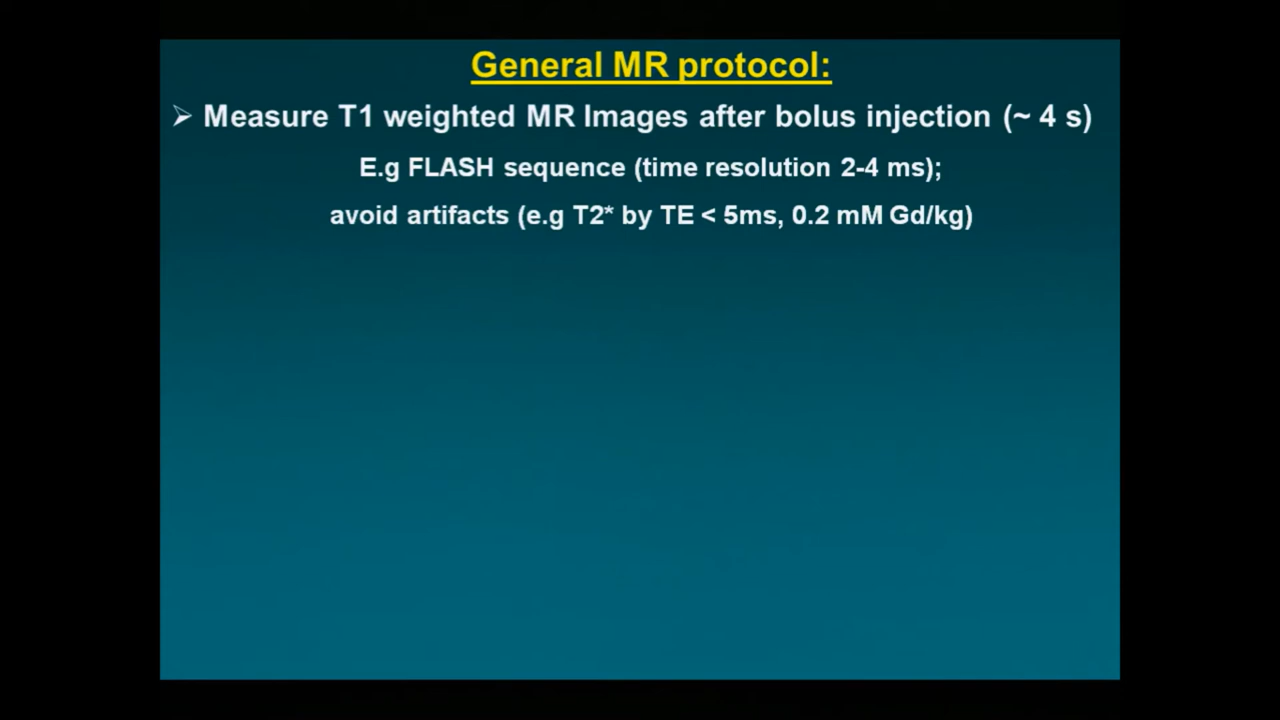 General MR protocol:
➢ Measure T1 weighted MR Images after bolus injection (~ 4 s)
E.g FLASH sequence (time resolution 2-4 ms);
avoid artifacts (e.g T2* by TE < 5ms, 0.2 mM Gd/kg)